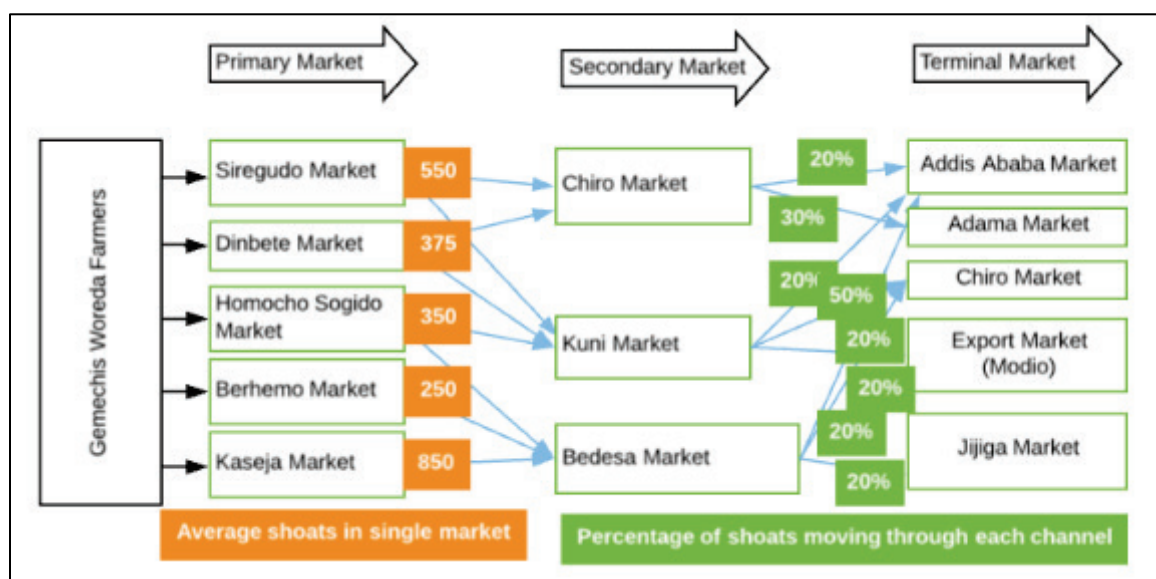 Primary Market
Secondary Market
Terminal Market
Gemechis Woreda Farmers
Siregudo Market
550
Dinbete Market
375
Homocho Sogido
Market
350
Berhemo Market
250
Kaseja Market
850
Chiro Market
Kuni Market
Bedesa Market
20%
30%
20%
50%
20%
20%
20%
20%
Addis Ababa Market
Adama Market
Chiro Market
Export Market
(Modio)
Jijiga Market
Average shoats in single market
Percentage of shoats moving through each channel